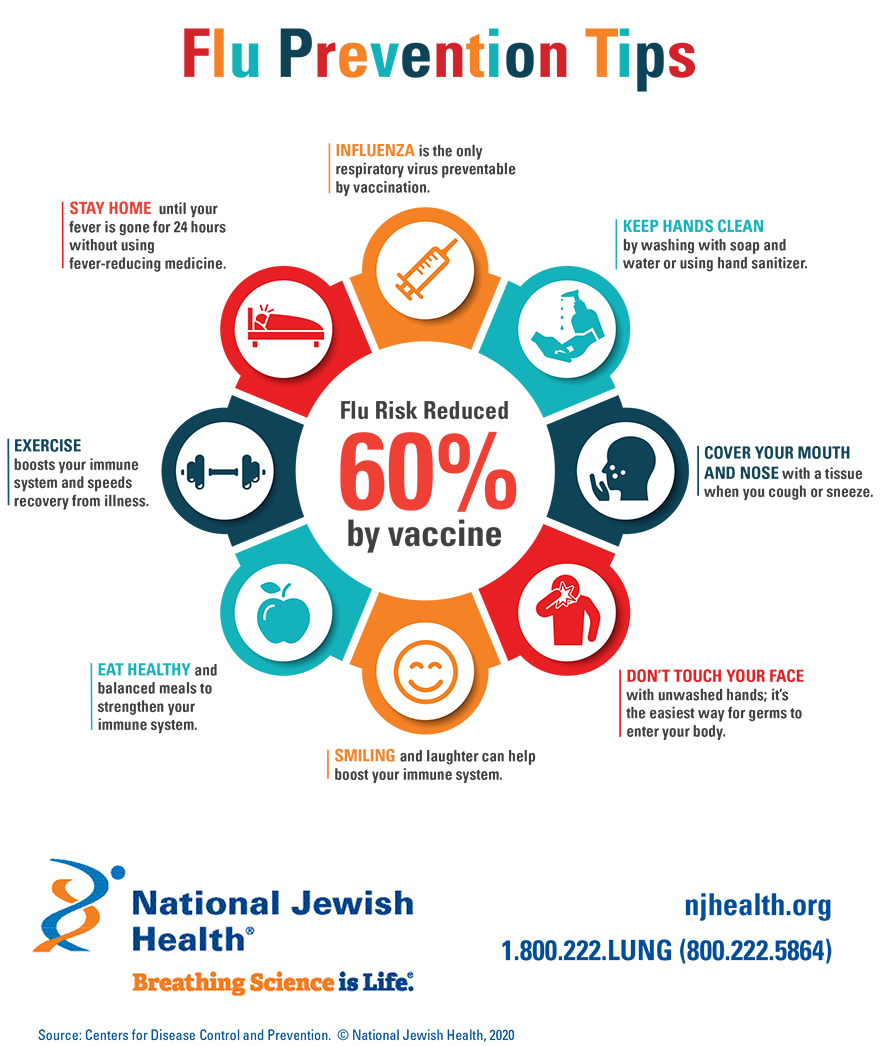 Flu Prevention Tips
INFLUENZA is the only
respiratory virus preventable
by vaccination.
KEEP HANDS CLEAN
by washing with soap and
water or using hand sanitizer.
COVER YOUR MOUTH
AND NOSE with a tissue
when you cough or sneeze.
DON'T TOUCH YOUR FACE
with unwashed hands; it's
the easiest way for germs to
enter your body.
SMILING and laughter can help
boost your immune system.
EAT HEALTHY and
balanced meals to
strengthen your
immune system.
EXERCISE
boosts your immune
system and speeds
recovery from illness.
STAY HOME until your
fever is gone for 24 hours
without using
fever-reducing medicine.
Flu Risk Reduced
60%
by vaccine
National Jewish
Health®
Breathing Science is Life.®
njhealth.org
1.800.222.LUNG (800.222.5864)
Source: Centers for Disease Control and Prevention. © National Jewish Health, 2020